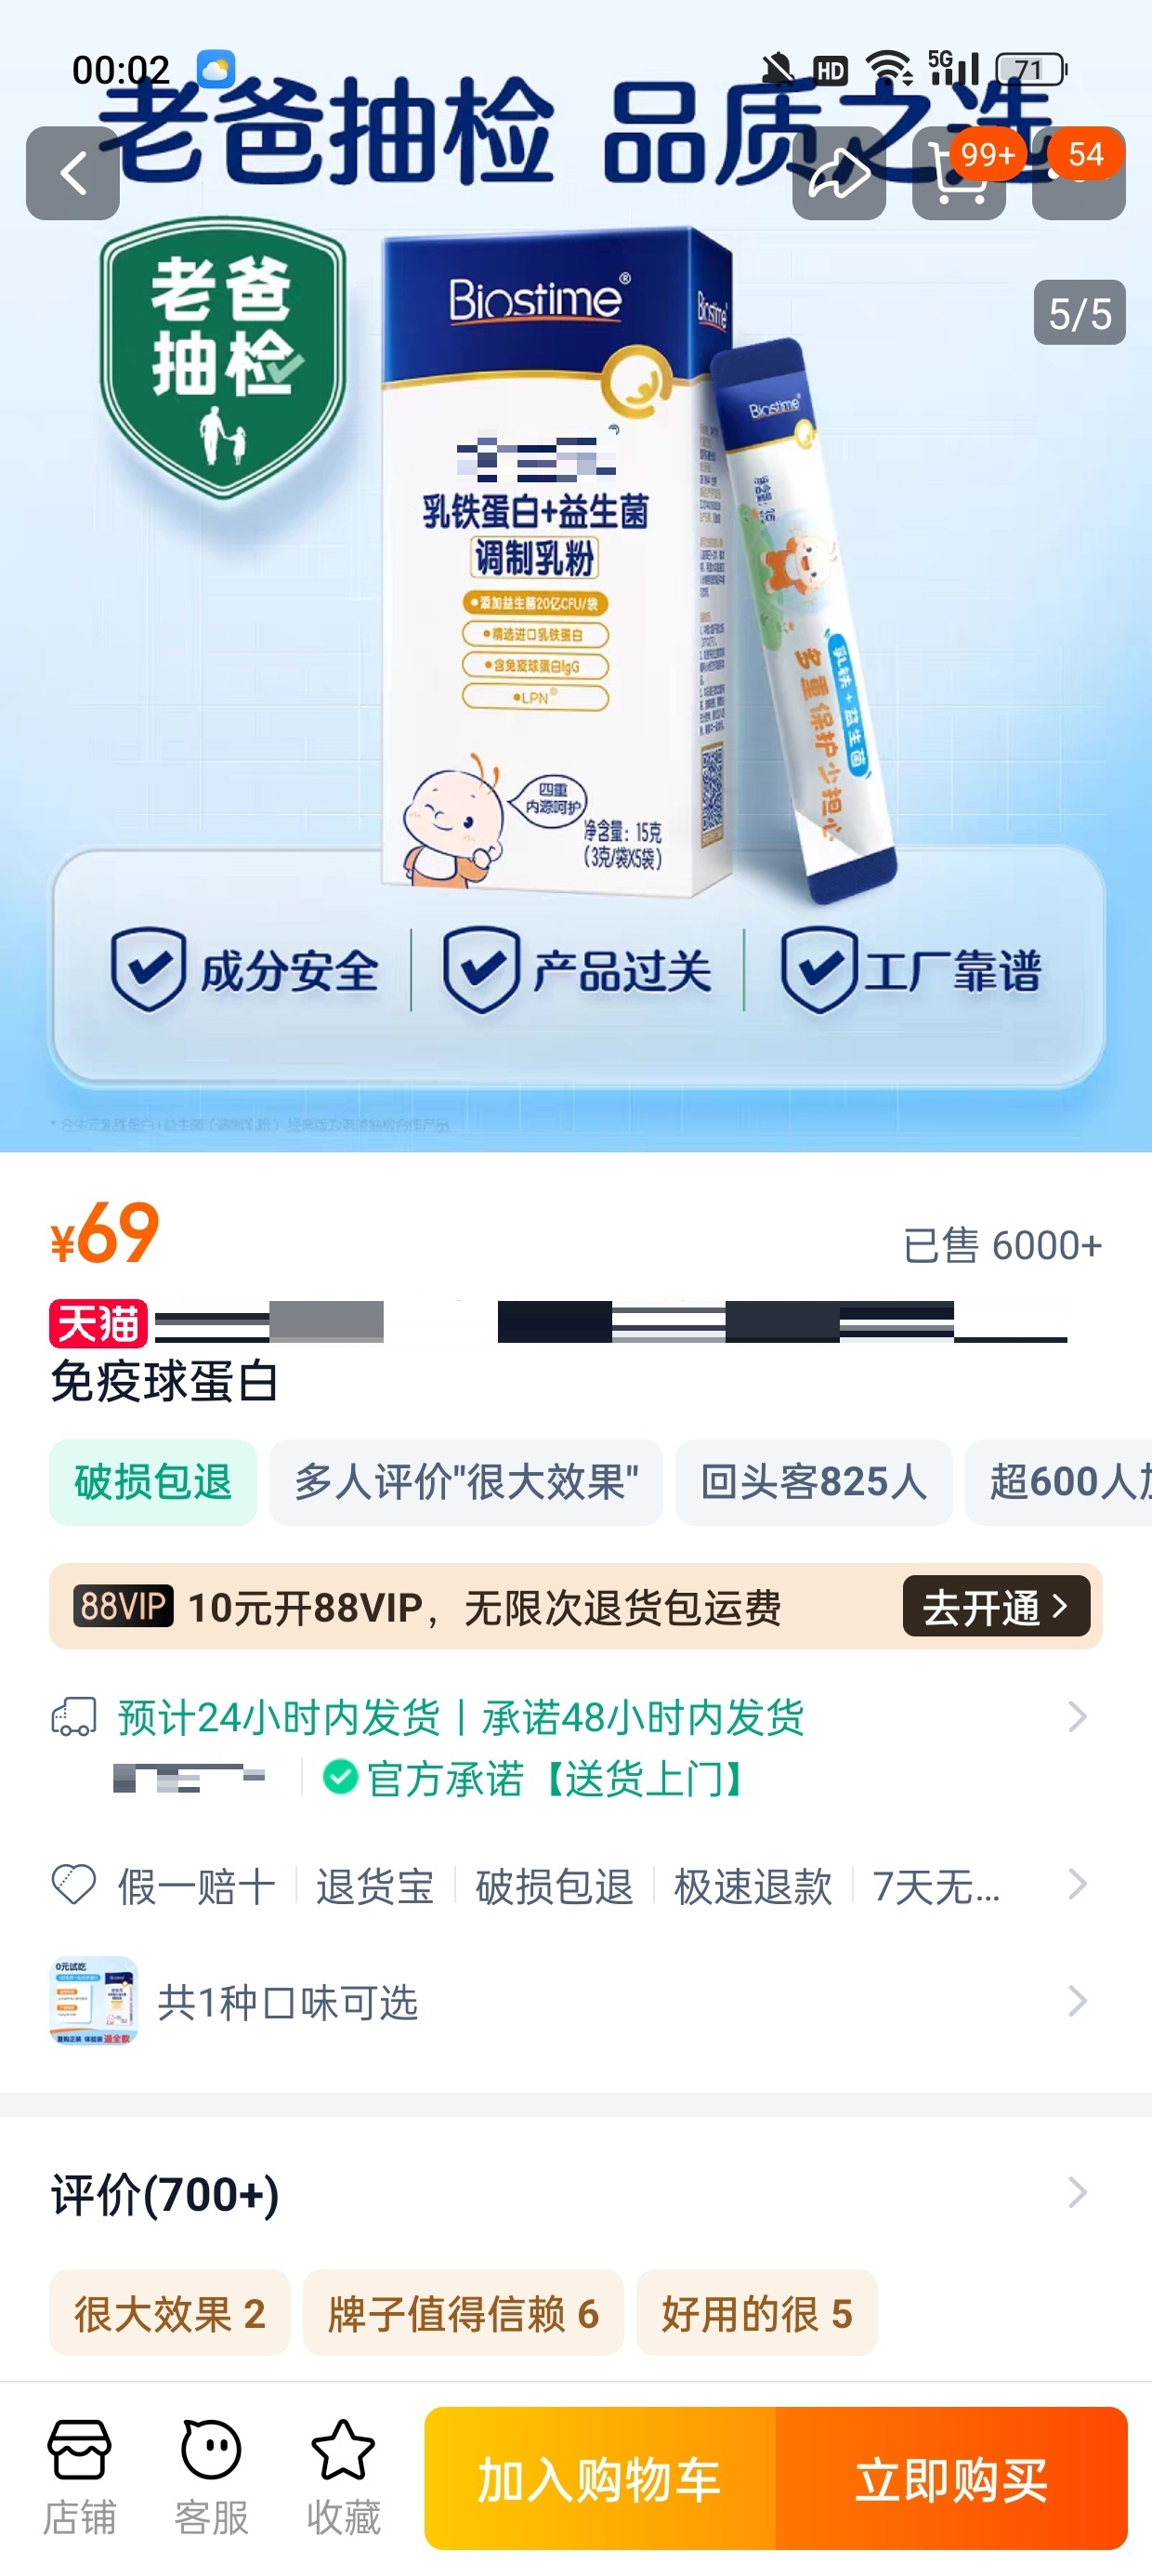 00:02
HD
5G
71
老爸抽检 品质之选
99+
54
5/5
老爸
抽检
Biostime®
Biostime
Biostime®
乳铁蛋白+益生菌
调制乳粉
•添加益生菌20亿CFU/袋
•精选进口乳铁蛋白
•含免疫球蛋白IgG
•LPN®
乳铁+益生菌
多重保护少担心
四重
内源呵护
净含量：15克
(3克/袋X5袋)
成分安全
产品过关
工厂靠谱
¥69
已售 6000+
天猫
免疫球蛋白
破损包退
多人评价"很大效果"
回头客825人
超600人加
88VIP 10元开88VIP，无限次退货包运费
去开通
预计24小时内发货 | 承诺48小时内发货
官方承诺【送货上门】
假一赔十 退货宝 破损包退 极速退款 7天无...
0元试吃
共1种口味可选
评价(700+)
很大效果 2
牌子值得信赖 6
好用的很 5
店铺
客服
收藏
加入购物车
立即购买